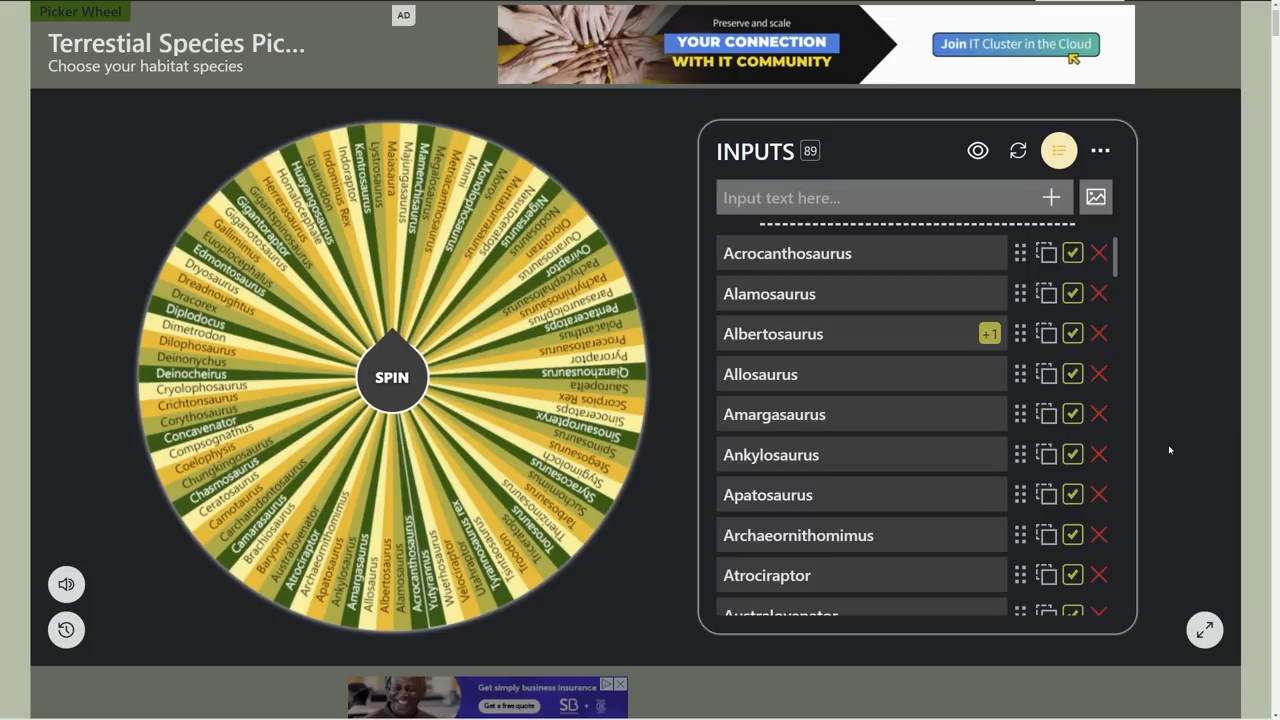 Picker Wheel
AD
Terrestial Species Pic...
Choose your habitat species
Preserve and scale
YOUR CONNECTION
WITH IT COMMUNITY
Join IT Cluster in the Cloud
Kentrosaurus
Lystrosaurus
Maiasaura
Majungasaurus
Mamenchisaurus
Megalosaurus
Metriacanthosaurus
Minmi
Monolophosaurus
Moros
Muttaburrasaurus
Nasutoceratops
Nigersaurus
Nodosaurus
Olorotitan
Ouranosaurus
Oviraptor
Pachycephalosaurus
Pachyrhinosaurus
Parasaurolophus
Pentaceratops
Polacanthus
Proceratosaurus
Pyroraptor
Qianzhousaurus
Sauropelta
Scorpios Rex
Sinoceratops
Sinosauropteryx
Spinosaurus
Stegosaurus
Stygimoloch
Styracosaurus
Suchomimus
Tarbosaurus
Therizinosaurus
Torosaurus
Triceratops
Troodon
Tsintaosaurus
Tyrannosaurus rex
Utahraptor
Velociraptor
Wuerhosaurus
Yutyrannus
Acrocanthosaurus
Alamosaurus
Albertosaurus
Allosaurus
Amargasaurus
Ankylosaurus
Apatosaurus
Archaeornithomimus
Atrociraptor
Australovenator
Baryonyx
Brachiosaurus
Camarasaurus
Carcharodontosaurus
Carnotaurus
Ceratosaurus
Chasmosaurus
Chungkingosaurus
Coelophysis
Compsognathus
Concavenator
Corythosaurus
Crichtonsaurus
Cryolophosaurus
Deinocheirus
Deinonychus
Dilophosaurus
Dimetrodon
Diplodocus
Dracorex
Dreadnoughtus
Dryosaurus
Edmontosaurus
Euoplocephalus
Gallimimus
Giganotosaurus
Gigantoraptor
Gigantspinosaurus
Herrerasaurus
Homalocephale
Huayangosaurus
Iguanodon
Indominus Rex
Indoraptor
SPIN
INPUTS 89
Input text here...
Acrocanthosaurus
Alamosaurus
Albertosaurus +1
Allosaurus
Amargasaurus
Ankylosaurus
Apatosaurus
Archaeornithomimus
Atrociraptor
Australovenator
Get simply business insurance
Get a free quote
SB